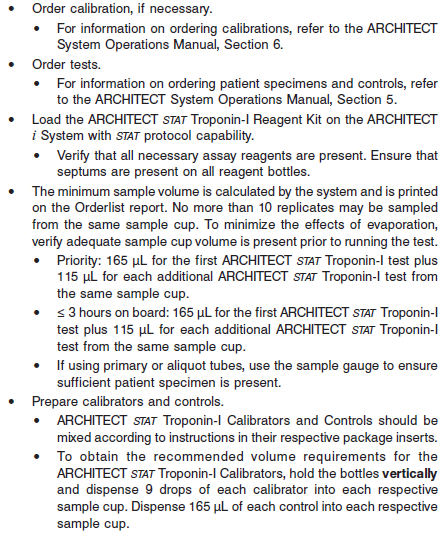 • Order calibration, if necessary.
• For information on ordering calibrations, refer to the ARCHITECT
System Operations Manual, Section 6.
• Order tests.
• For information on ordering patient specimens and controls, refer
to the ARCHITECT System Operations Manual, Section 5.
• Load the ARCHITECT STAT Troponin-I Reagent Kit on the ARCHITECT
i System with STAT protocol capability.
• Verify that all necessary assay reagents are present. Ensure that
septums are present on all reagent bottles.
• The minimum sample volume is calculated by the system and is printed
on the Orderlist report. No more than 10 replicates may be sampled
from the same sample cup. To minimize the effects of evaporation,
verify adequate sample cup volume is present prior to running the test.
• Priority: 165 µL for the first ARCHITECT STAT Troponin-I test plus
115 µL for each additional ARCHITECT STAT Troponin-I test from
the same sample cup.
• ≤ 3 hours on board: 165 µL for the first ARCHITECT STAT Troponin-I
test plus 115 µL for each additional ARCHITECT STAT Troponin-I
test from the same sample cup.
• If using primary or aliquot tubes, use the sample gauge to ensure
sufficient patient specimen is present.
• Prepare calibrators and controls.
• ARCHITECT STAT Troponin-I Calibrators and Controls should be
mixed according to instructions in their respective package inserts.
• To obtain the recommended volume requirements for the
ARCHITECT STAT Troponin-I Calibrators, hold the bottles vertically
and dispense 9 drops of each calibrator into each respective
sample cup. Dispense 165 µL of each control into each respective
sample cup.